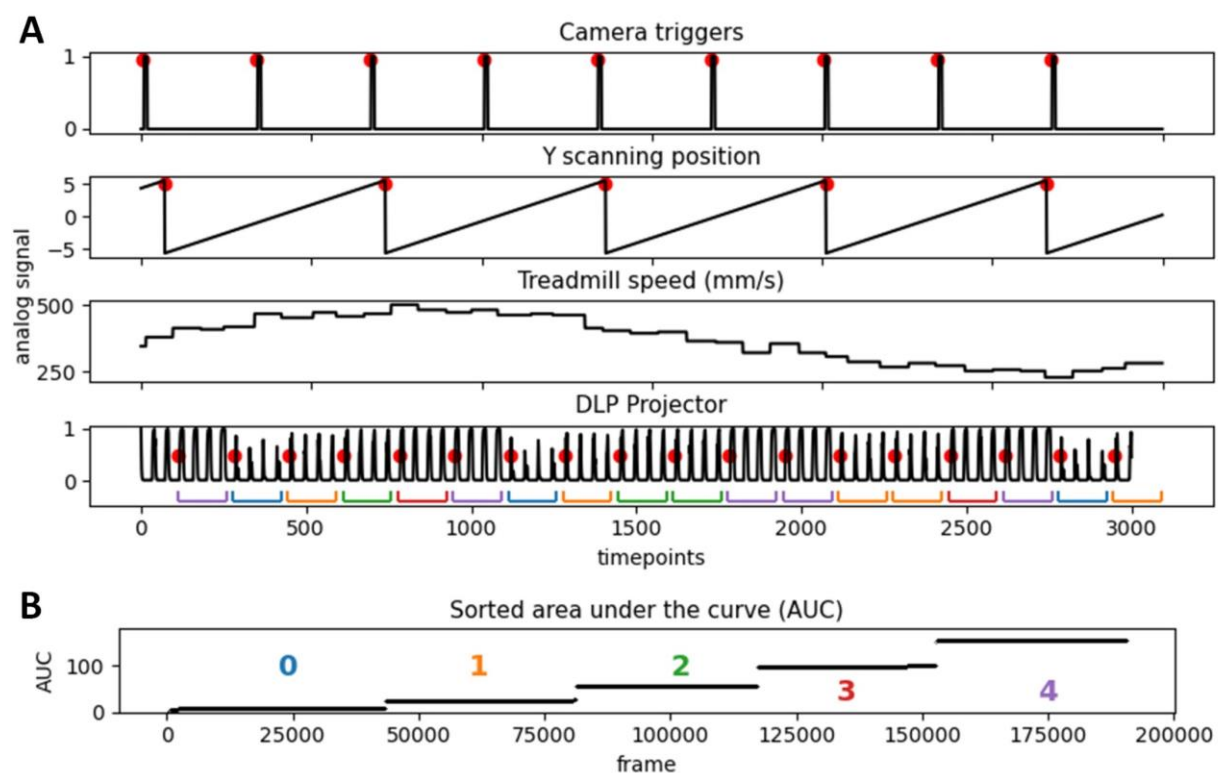 A
Camera triggers
1
0
Y scanning position
5
0
−5
Treadmill speed (mm/s)
500
250
analog signal
DLP Projector
1
0
0 500 1000 1500 2000 2500 3000
timepoints
B
Sorted area under the curve (AUC)
AUC
100
0
0 1 2 3 4
0 25000 50000 75000 100000 125000 150000 175000 200000
frame